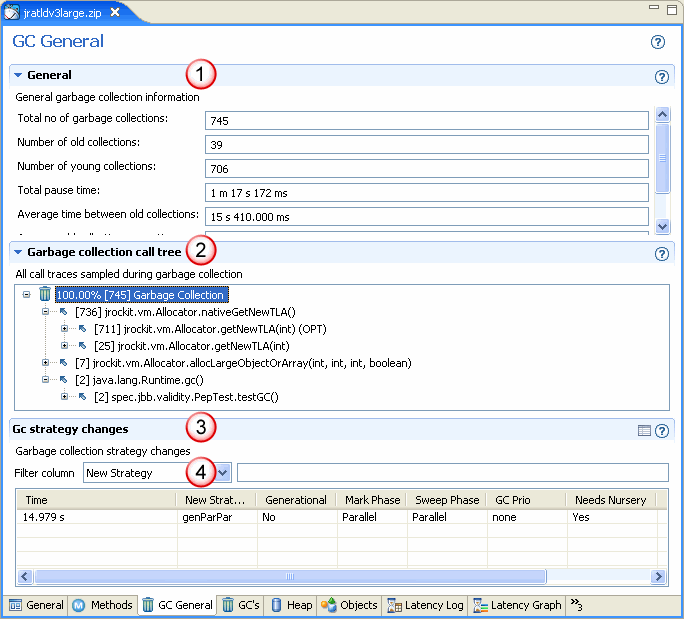 jratldv3large.zip
GC General
General
1
General garbage collection information
Total no of garbage collections: 745
Number of old collections: 39
Number of young collections: 706
Total pause time: 1 m 17 s 172 ms
Average time between old collections: 15 s 410.000 ms
Garbage collection call tree
2
All call traces sampled during garbage collection
100.00% [745] Garbage Collection
[736] jrockit.vm.Allocator.nativeGetNewTLA()
[711] jrockit.vm.Allocator.getNewTLA(int) (OPT)
[25] jrockit.vm.Allocator.getNewTLA(int)
[7] jrockit.vm.Allocator.allocLargeObjectOrArray(int, int, int, boolean)
[2] java.lang.Runtime.gc()
[2] spec.jbb.validity.PepTest.testGC()
Gc strategy changes
3
Garbage collection strategy changes
Filter column New Strategy 4
Time New Strat... Generational Mark Phase Sweep Phase GC Prio Needs Nursery
14.979 s genParPar No Parallel Parallel none Yes
General Methods GC General GC's Heap Objects Latency Log Latency Graph »3